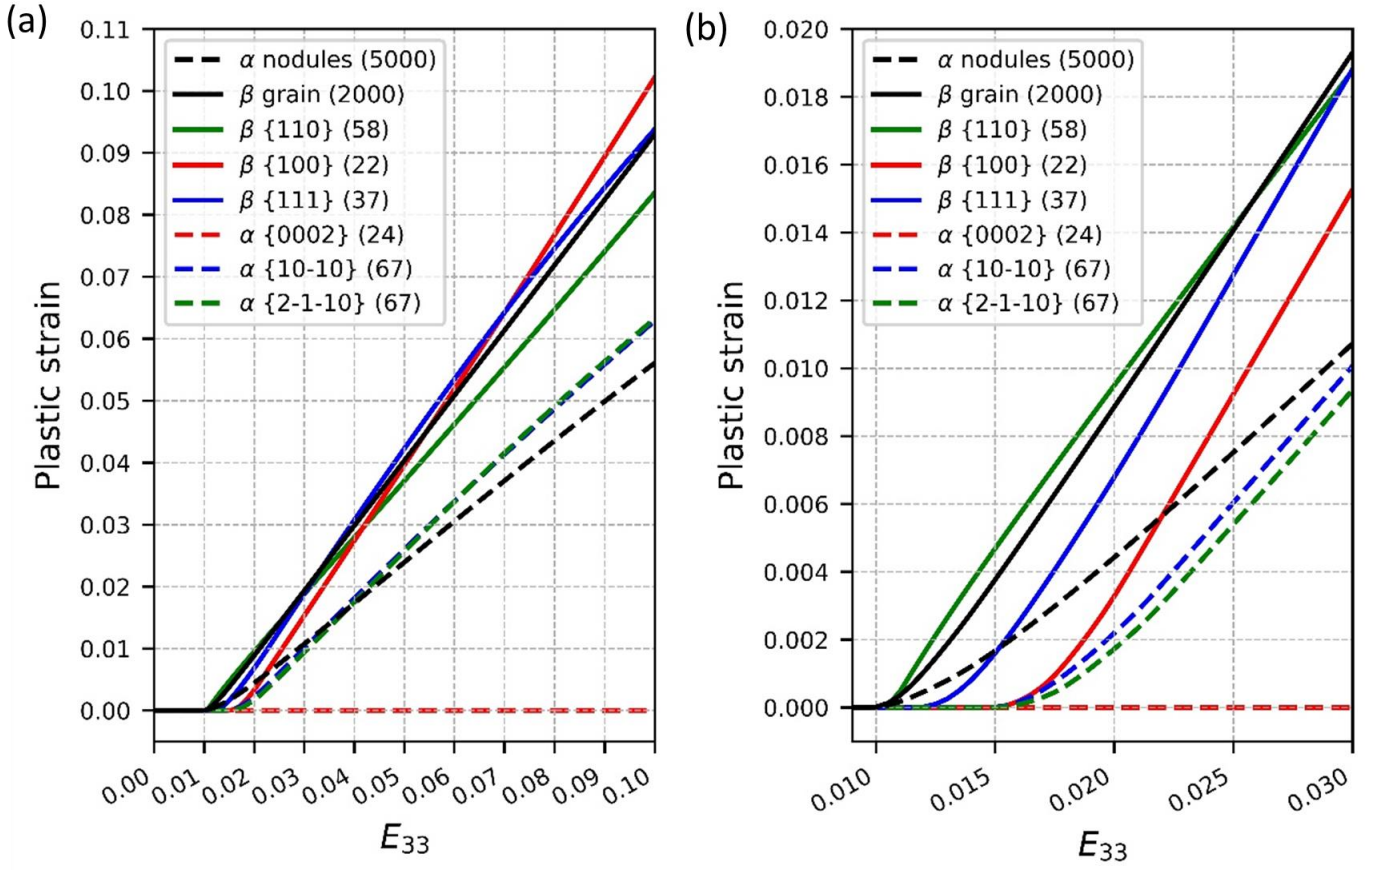 (a)
0.11
0.10
0.09
0.08
0.07
0.06
0.05
0.04
0.03
0.02
0.01
0.00
Plastic strain
α nodules (5000)
β grain (2000)
β {110} (58)
β {100} (22)
β {111} (37)
α {0002} (24)
α {10-10} (67)
α {2-1-10} (67)
0.00 0.01 0.02 0.03 0.04 0.05 0.06 0.07 0.08 0.09 0.10
E33
(b)
0.020
0.018
0.016
0.014
0.012
0.010
0.008
0.006
0.004
0.002
0.000
Plastic strain
α nodules (5000)
β grain (2000)
β {110} (58)
β {100} (22)
β {111} (37)
α {0002} (24)
α {10-10} (67)
α {2-1-10} (67)
0.010 0.015 0.020 0.025 0.030
E33